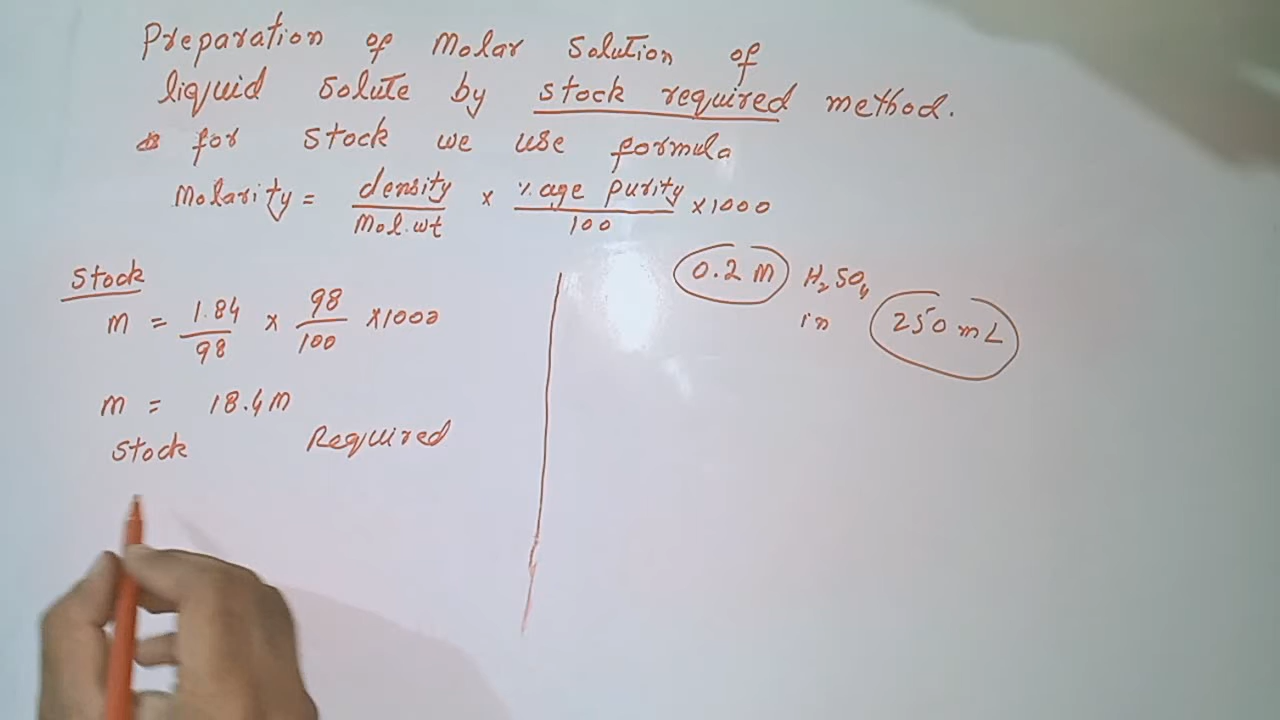 Preparation of Molar Solution of
liquid Solute by stock required method.
for stock we use formula
Molarity = density / Mol.wt × %age purity / 100 × 1000
Stock
M = 1.84 / 98 × 98 / 100 × 1000
M = 18.4M
Stock Required
0.2 M H₂SO₄
in 250 mL